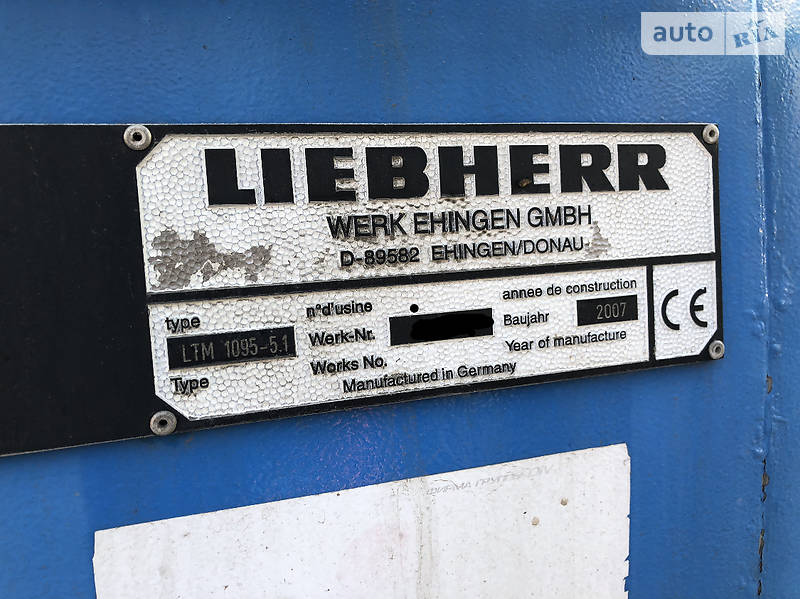 auto RIA
LIEBHERR
WERK EHINGEN GMBH
D-89582 EHINGEN/DONAU
type
LTM 1095-5.1
Type
n°d'usine
Werk-Nr.
Works No.
annee de construction
Baujahr 2007
Year of manufacture
Manufactured in Germany
CE